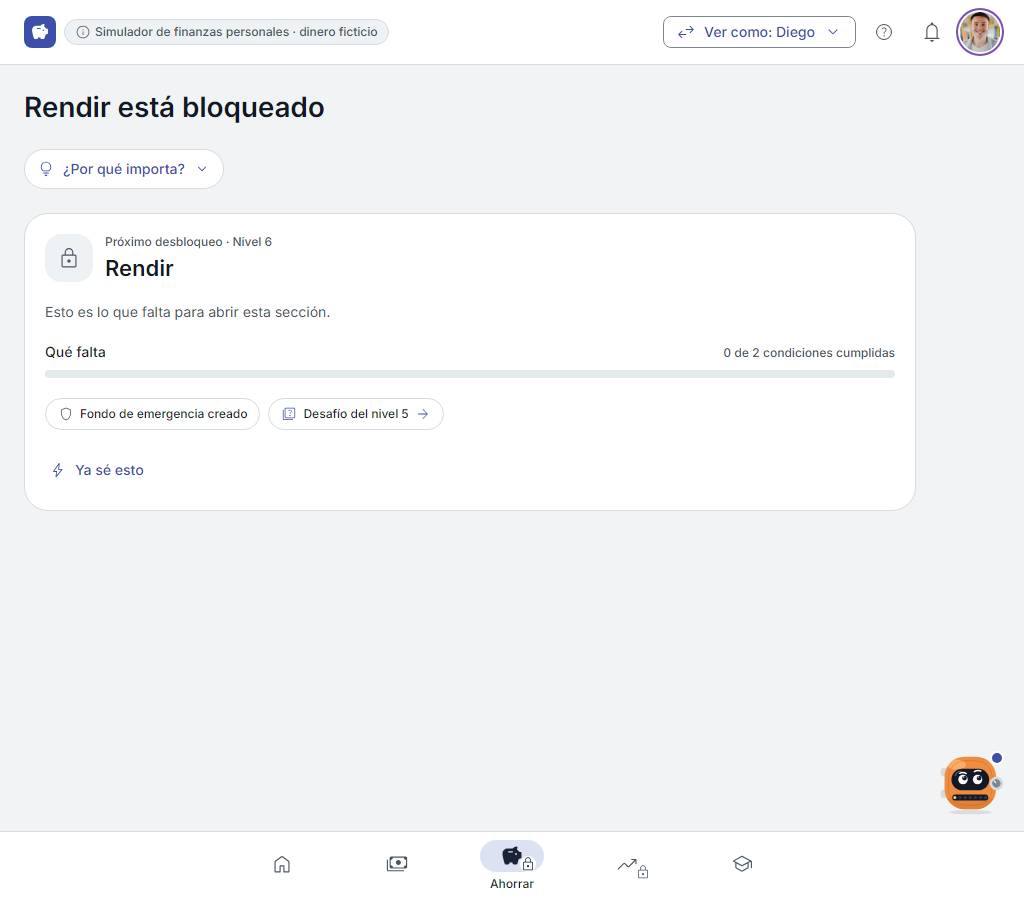 Simulador de finanzas personales · dinero ficticio
Ver como: Diego
Rendir está bloqueado
¿Por qué importa?
Próximo desbloqueo · Nivel 6
Rendir
Esto es lo que falta para abrir esta sección.
Qué falta
0 de 2 condiciones cumplidas
Fondo de emergencia creado
Desafío del nivel 5
Ya sé esto
Ahorrar